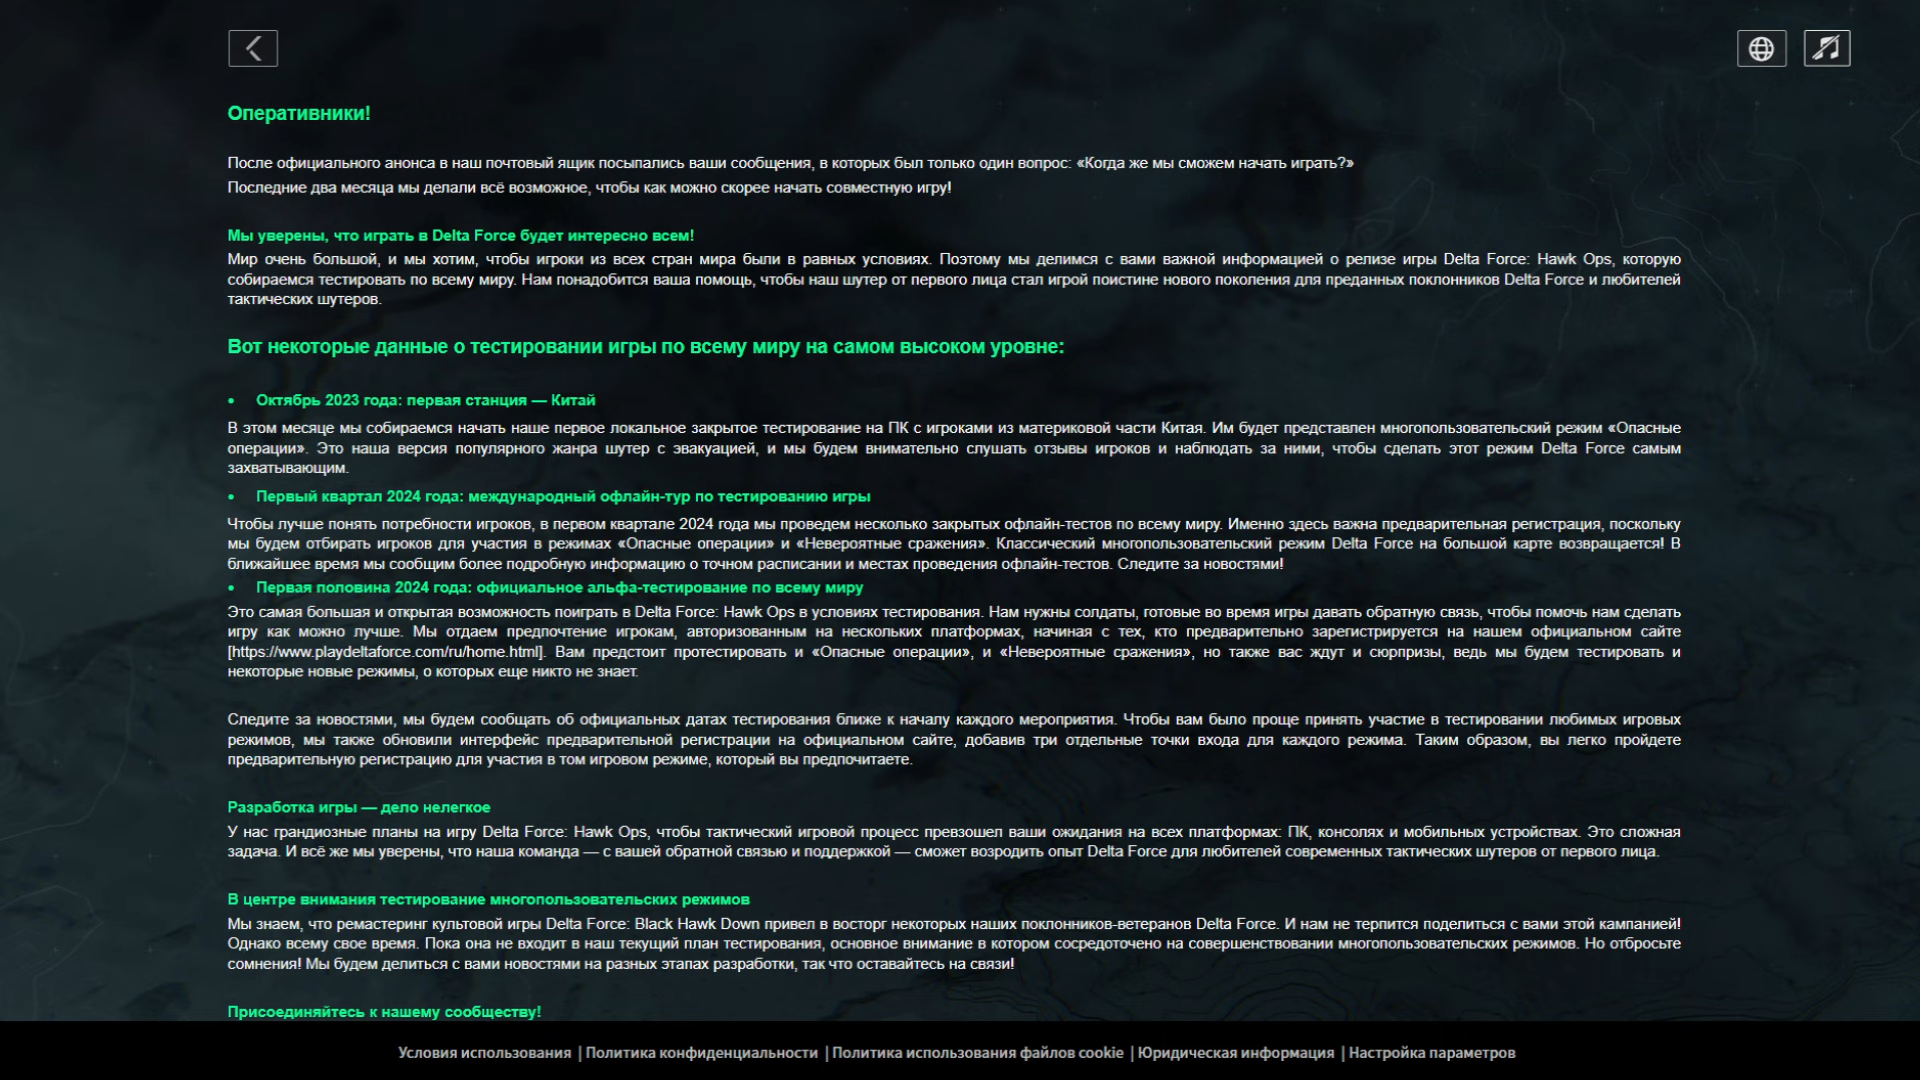 Оперативники!
После официального анонса в наш почтовый ящик посыпались ваши сообщения, в которых был только один вопрос: «Когда же мы сможем начать играть?»
Последние два месяца мы делали всё возможное, чтобы как можно скорее начать совместную игру!
Мы уверены, что играть в Delta Force будет интересно всем!
Мир очень большой, и мы хотим, чтобы игроки из всех стран мира были в равных условиях. Поэтому мы делимся с вами важной информацией о релизе игры Delta Force: Hawk Ops, которую
собираемся тестировать по всему миру. Нам понадобится ваша помощь, чтобы наш шутер от первого лица стал игрой поистине нового поколения для преданных поклонников Delta Force и любителей
тактических шутеров.
Вот некоторые данные о тестировании игры по всему миру на самом высоком уровне:
• Октябрь 2023 года: первая станция — Китай
В этом месяце мы собираемся начать наше первое локальное закрытое тестирование на ПК с игроками из материковой части Китая. Им будет представлен многопользовательский режим «Опасные
операции». Это наша версия популярного жанра шутер с эвакуацией, и мы будем внимательно слушать отзывы игроков и наблюдать за ними, чтобы сделать этот режим Delta Force самым
захватывающим.
• Первый квартал 2024 года: международный офлайн-тур по тестированию игры
Чтобы лучше понять потребности игроков, в первом квартале 2024 года мы проведем несколько закрытых офлайн-тестов по всему миру. Именно здесь важна предварительная регистрация, поскольку
мы будем отбирать игроков для участия в режимах «Опасные операции» и «Невероятные сражения». Классический многопользовательский режим Delta Force на большой карте возвращается! В
ближайшее время мы сообщим более подробную информацию о точном расписании и местах проведения офлайн-тестов. Следите за новостями!
• Первая половина 2024 года: официальное альфа-тестирование по всему миру
Это самая большая и открытая возможность поиграть в Delta Force: Hawk Ops в условиях тестирования. Нам нужны солдаты, готовые во время игры давать обратную связь, чтобы помочь нам сделать
игру как можно лучше. Мы отдаем предпочтение игрокам, авторизованным на нескольких платформах, начиная с тех, кто предварительно зарегистрируется на нашем официальном сайте
[https://www.playdeltaforce.com/ru/home.html]. Вам предстоит протестировать и «Опасные операции», и «Невероятные сражения», но также вас ждут и сюрпризы, ведь мы будем тестировать и
некоторые новые режимы, о которых еще никто не знает.
Следите за новостями, мы будем сообщать об официальных датах тестирования ближе к началу каждого мероприятия. Чтобы вам было проще принять участие в тестировании любимых игровых
режимов, мы также обновили интерфейс предварительной регистрации на официальном сайте, добавив три отдельные точки входа для каждого режима. Таким образом, вы легко пройдете
предварительную регистрацию для участия в том игровом режиме, который вы предпочитаете.
Разработка игры — дело нелегкое
У нас грандиозные планы на игру Delta Force: Hawk Ops, чтобы тактический игровой процесс превзошел ваши ожидания на всех платформах: ПК, консолях и мобильных устройствах. Это сложная
задача. И всё же мы уверены, что наша команда — с вашей обратной связью и поддержкой — сможет возродить опыт Delta Force для любителей современных тактических шутеров от первого лица.
В центре внимания тестирование многопользовательских режимов
Мы знаем, что ремастеринг культовой игры Delta Force: Black Hawk Down привел в восторг некоторых наших поклонников-ветеранов Delta Force. И нам не терпится поделиться с вами этой кампанией!
Однако всему свое время. Пока она не входит в наш текущий план тестирования, основное внимание в котором сосредоточено на совершенствовании многопользовательских режимов. Но отбросьте
сомнения! Мы будем делиться с вами новостями на разных этапах разработки, так что оставайтесь на связи!
Присоединяйтесь к нашему сообществу!
Условия использования | Политика конфиденциальности | Политика использования файлов cookie | Юридическая информация | Настройка параметров